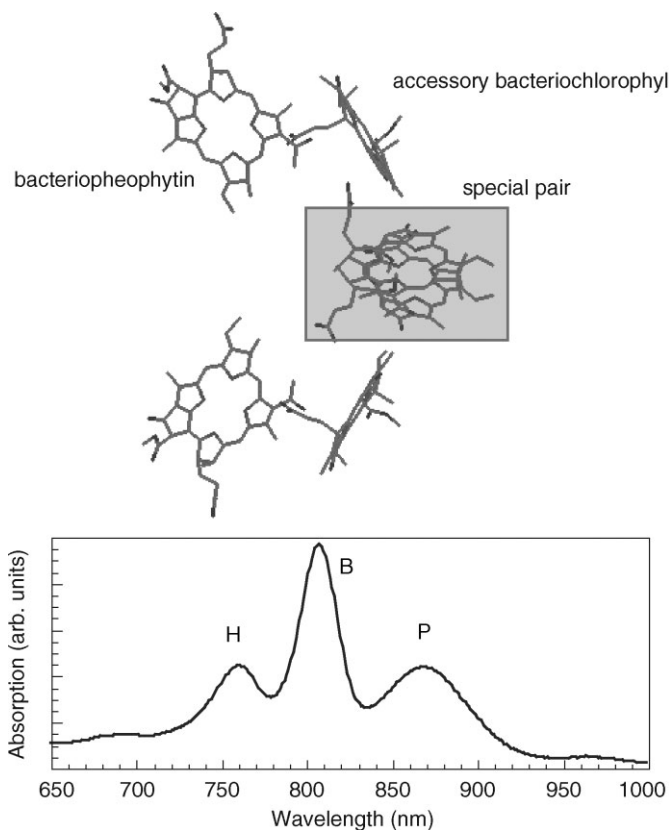 accessory bacteriochlorophyl
bacteriopheophytin
special pair
Absorption (arb. units)
H
B
P
650 700 750 800 850 900 950 1000
Wavelength (nm)